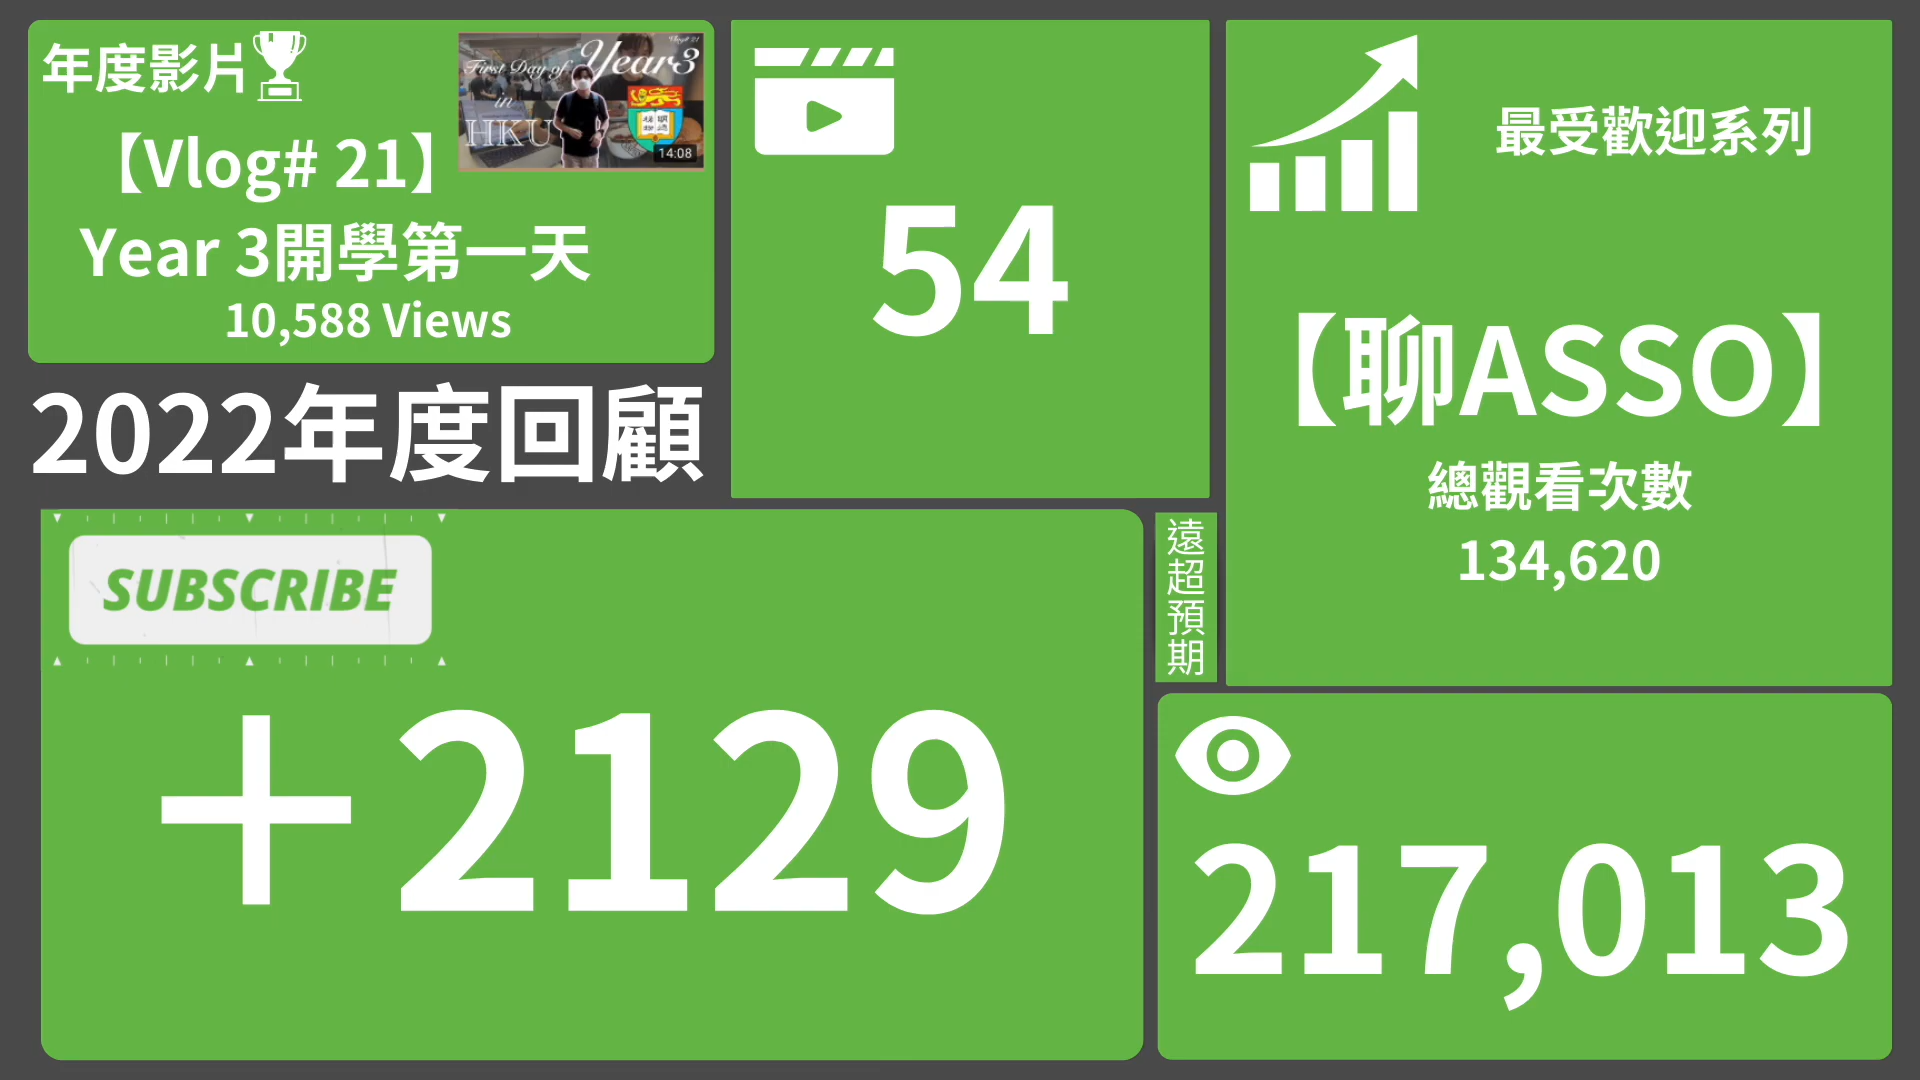 年度影片
【Vlog# 21】
Year 3開學第一天
10,588 Views
Vlog# 21
First Day of Year3
in
HKU
14:08
2022年度回顧
54
最受歡迎系列
【聊ASSO】
總觀看次數
134,620
SUBSCRIBE
+2129
遠超預期
217,013